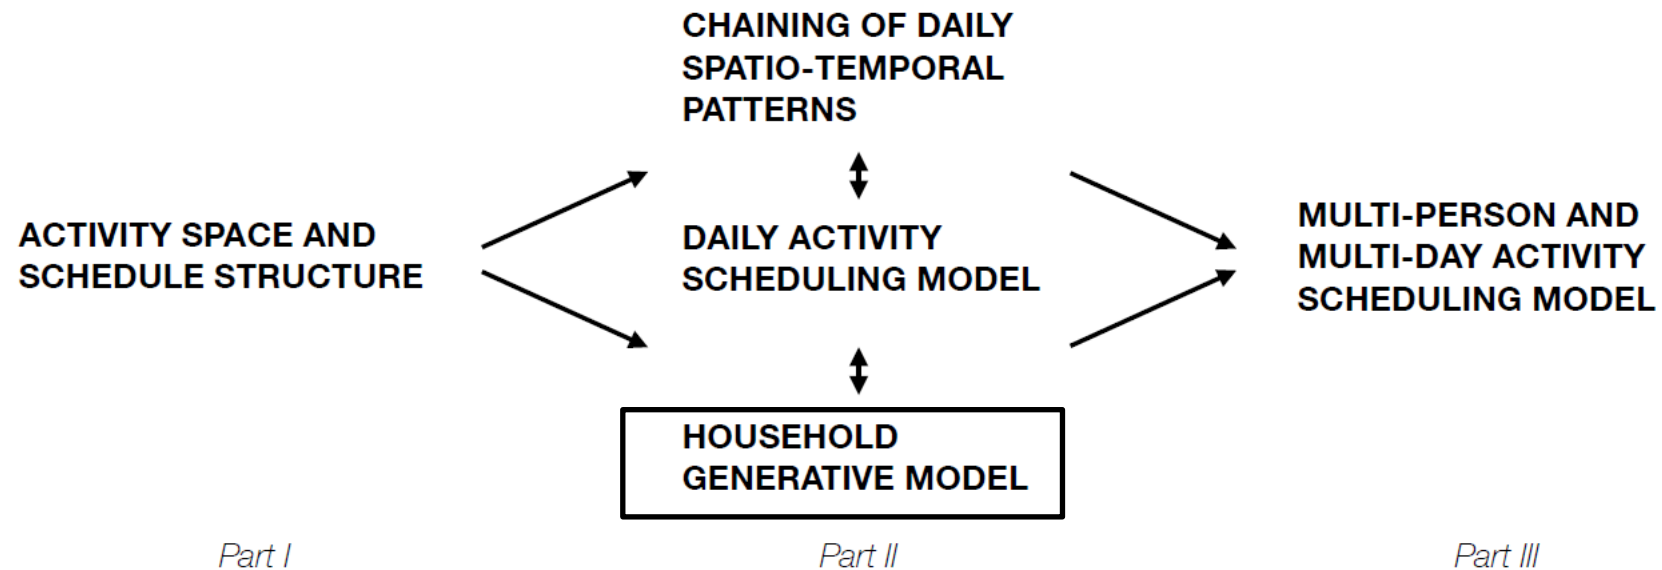 CHAINING OF DAILY
SPATIO-TEMPORAL
PATTERNS
ACTIVITY SPACE AND
SCHEDULE STRUCTURE
DAILY ACTIVITY
SCHEDULING MODEL
MULTI-PERSON AND
MULTI-DAY ACTIVITY
SCHEDULING MODEL
HOUSEHOLD
GENERATIVE MODEL
Part I
Part II
Part III